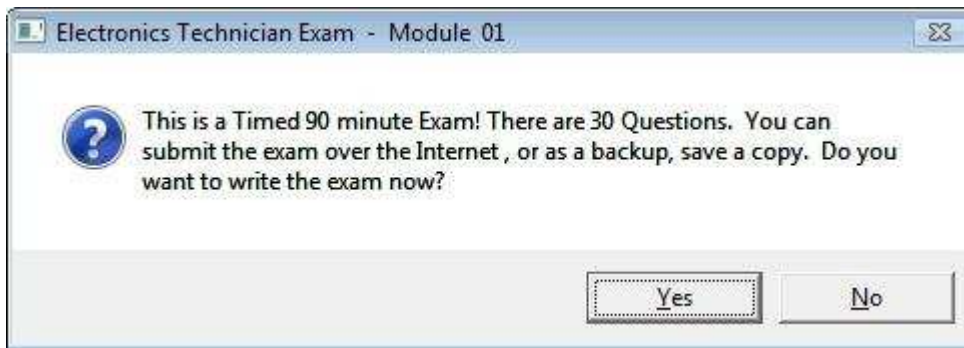 Electronics Technician Exam - Module 01
This is a Timed 90 minute Exam! There are 30 Questions. You can
submit the exam over the Internet , or as a backup, save a copy. Do you
want to write the exam now?
Yes No